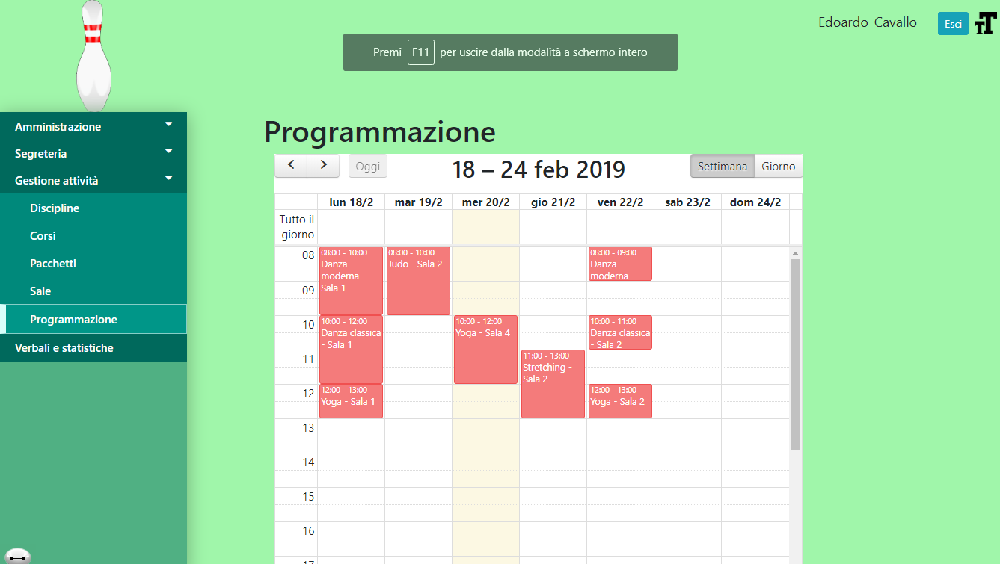 Edoardo Cavallo
Esci
Premi F11 per uscire dalla modalità a schermo intero
Amministrazione
Segreteria
Gestione attività
Discipline
Corsi
Pacchetti
Sale
Programmazione
Verbali e statistiche
Programmazione
Oggi
18 – 24 feb 2019
Settimana
Giorno
lun 18/2 mar 19/2 mer 20/2 gio 21/2 ven 22/2 sab 23/2 dom 24/2
Tutto il
giorno
08
09
10
11
12
13
14
15
16
17
08:00 - 10:00
Danza
moderna -
Sala 1
10:00 - 12:00
Danza classica
- Sala 1
12:00 - 13:00
Yoga - Sala 1
08:00 - 10:00
Judo - Sala 2
10:00 - 12:00
Yoga - Sala 4
11:00 - 13:00
Stretching -
Sala 2
08:00 - 09:00
Danza
moderna -
10:00 - 11:00
Danza classica
- Sala 2
12:00 - 13:00
Yoga - Sala 2